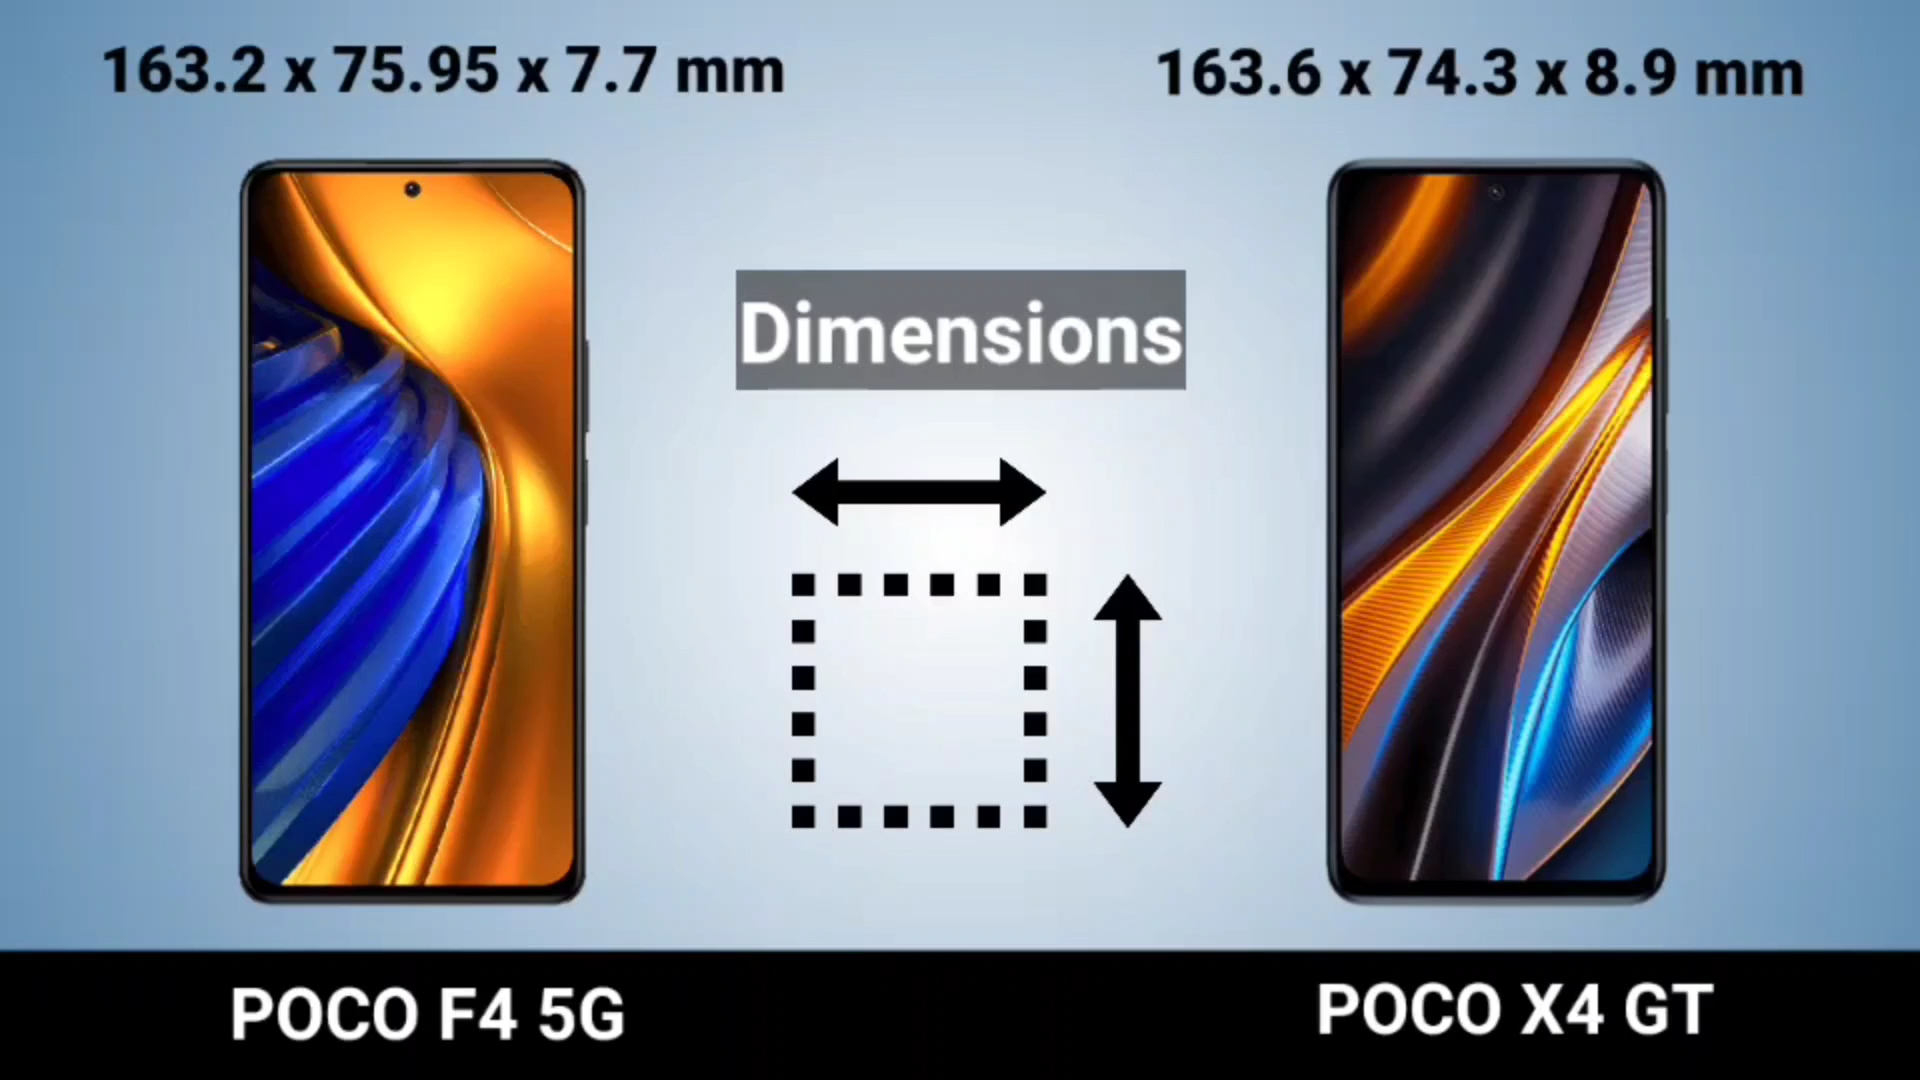 163.2 x 75.95 x 7.7 mm
163.6 x 74.3 x 8.9 mm
Dimensions
POCO F4 5G
POCO X4 GT